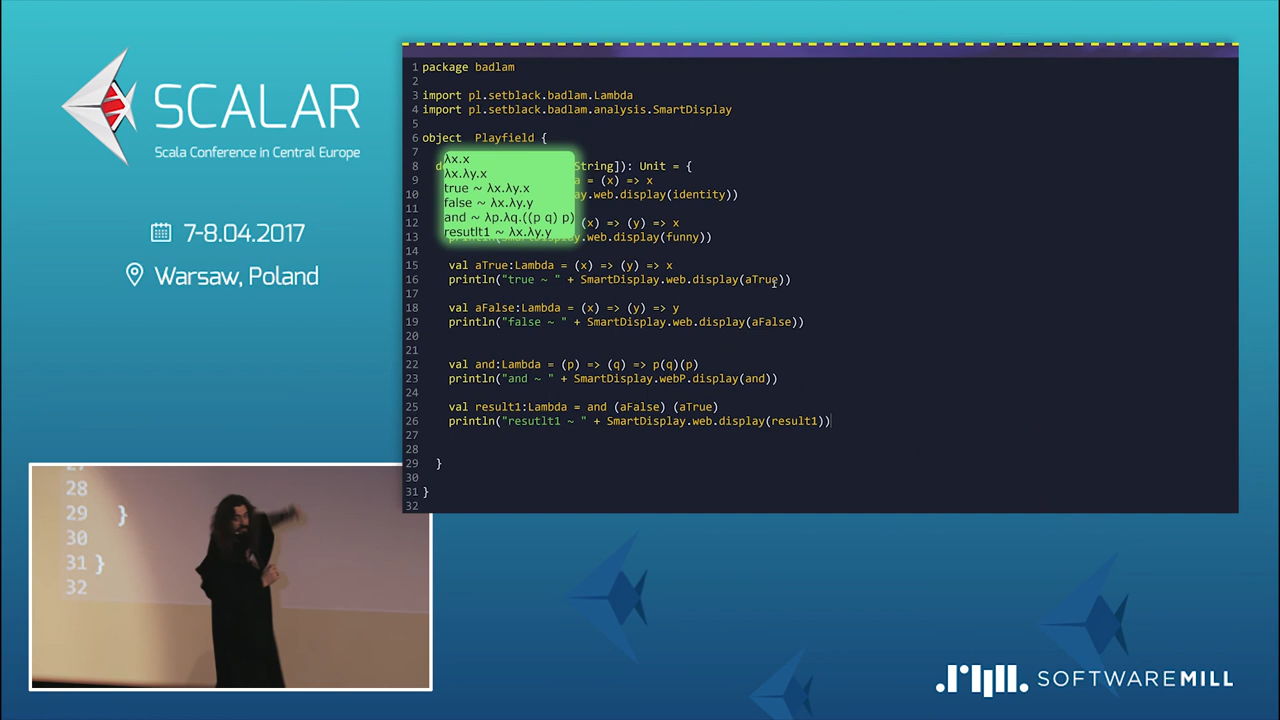 SCALAR
Scala Conference in Central Europe
7-8.04.2017
Warsaw, Poland
1 package badlam
2
3 import pl.setblack.badlam.Lambda
4 import pl.setblack.badlam.analysis.SmartDisplay
5
6 object Playfield {
7
λx.x
8 d String]): Unit = {
λx.λy.x
9 a = (x) => x
true ~ λx.λy.x
10 ay.web.display(identity))
false ~ λx.λy.y
11
and ~ λp.λq.((p q) p)
12 (x) => (y) => x
resutlt1 ~ λx.λy.y
13 println( y.web.display(funny))
14
15 val aTrue:Lambda = (x) => (y) => x
16 println("true ~ " + SmartDisplay.web.display(aTrue))
17
18 val aFalse:Lambda = (x) => (y) => y
19 println("false ~ " + SmartDisplay.web.display(aFalse))
20
21
22 val and:Lambda = (p) => (q) => p(q)(p)
23 println("and ~ " + SmartDisplay.webP.display(and))
24
25 val result1:Lambda = and (aFalse) (aTrue)
26 println("resutlt1 ~ " + SmartDisplay.web.display(result1))
27
28
29 }
30
31 }
32
28
29 }
30
31 }
32
SOFTWAREMILL